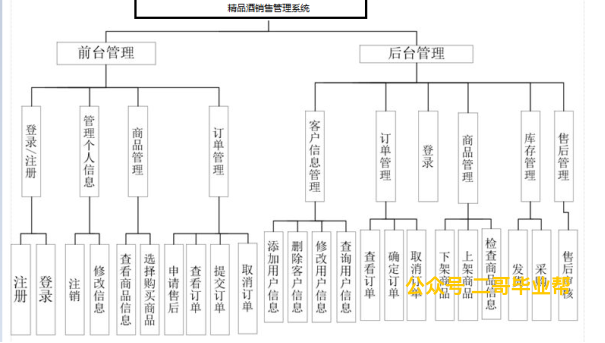 精品酒销售管理系统
前台管理
后台管理
登录/注册
管理个人信息
商品管理
订单管理
客户信息管理
订单管理
登录
商品管理
库存管理
售后管理
注册
登录
注销
修改信息
查看商品信息
选择购买商品
申请售后
查看订单
提交订单
取消订单
添加用户信息
删除客户信息
修改用户信息
查询用户信息
查看订单
确定订单
取消订单
下架商品
上架商品
检查商品信息
采购
公众号 二哥毕业帮